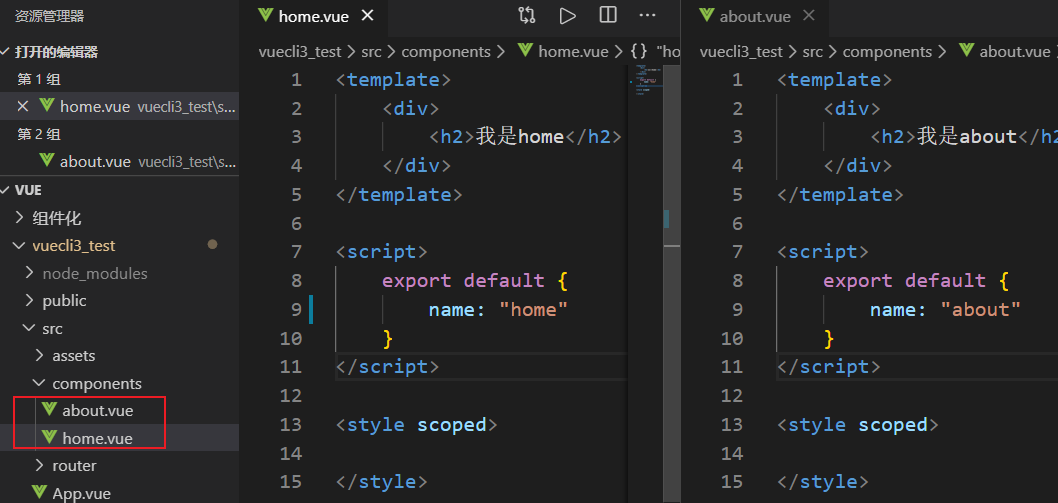 资源管理器
打开的编辑器
第 1 组
home.vue vuecli3_test\s...
第 2 组
about.vue vuecli3_test\s...
VUE
组件化
vuecli3_test
node_modules
public
src
assets
components
about.vue
home.vue
router
App.vue
home.vue
vuecli3_test > src > components > home.vue > {} "ho
1 <template>
2 <div>
3 <h2>我是home</h2>
4 </div>
5 </template>
6
7 <script>
8 export default {
9 name: "home"
10 }
11 </script>
12
13 <style scoped>
14
15 </style>
about.vue
vuecli3_test > src > components > about.vue
1 <template>
2 <div>
3 <h2>我是about</h2
4 </div>
5 </template>
6
7 <script>
8 export default {
9 name: "about"
10 }
11 </script>
12
13 <style scoped>
14
15 </style>